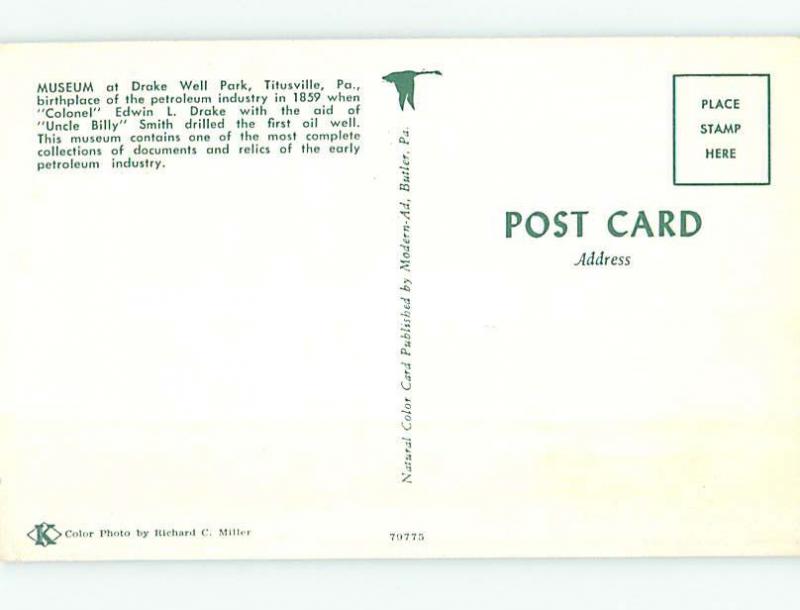 MUSEUM at Drake Well Park, Titusville, Pa.,
birthplace of the petroleum industry in 1859 when
"Colonel" Edwin L. Drake with the aid of
"Uncle Billy" Smith drilled the first oil well.
This museum contains one of the most complete
collections of documents and relics of the early
petroleum industry.
Natural Color Card Published by Modern-Ad, Butler, Pa.
PLACE
STAMP
HERE
POST CARD
Address
K
Color Photo by Richard C. Miller
79775